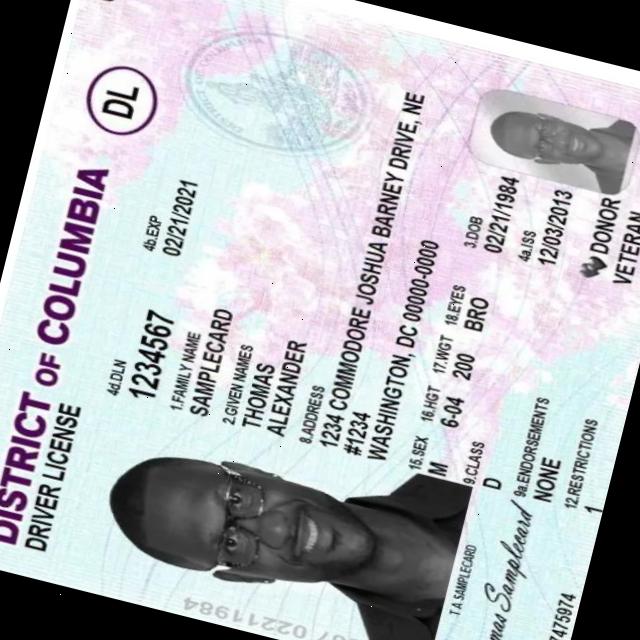 DISTRICT OF COLUMBIA
DRIVER LICENSE
DL
4d.DLN
1234567
4b.EXP
02/21/2021
1.FAMILY NAME
SAMPLECARD
2.GIVEN NAMES
THOMAS
ALEXANDER
8.ADDRESS
1234 COMMODORE JOSHUA BARNEY DRIVE, NE
#1234
WASHINGTON, DC 00000-0000
15.SEX 16.HGT 17.WGT 18.EYES
M 6-04 200 BRO
3.DOB
02/21/1984
4a.ISS
12/03/2013
9.CLASS
D
9a.ENDORSEMENTS
NONE
12.RESTRICTIONS
1
DONOR
VETERAN
T.A.SAMPLECARD
mas Samplecard
475974
67 02211984